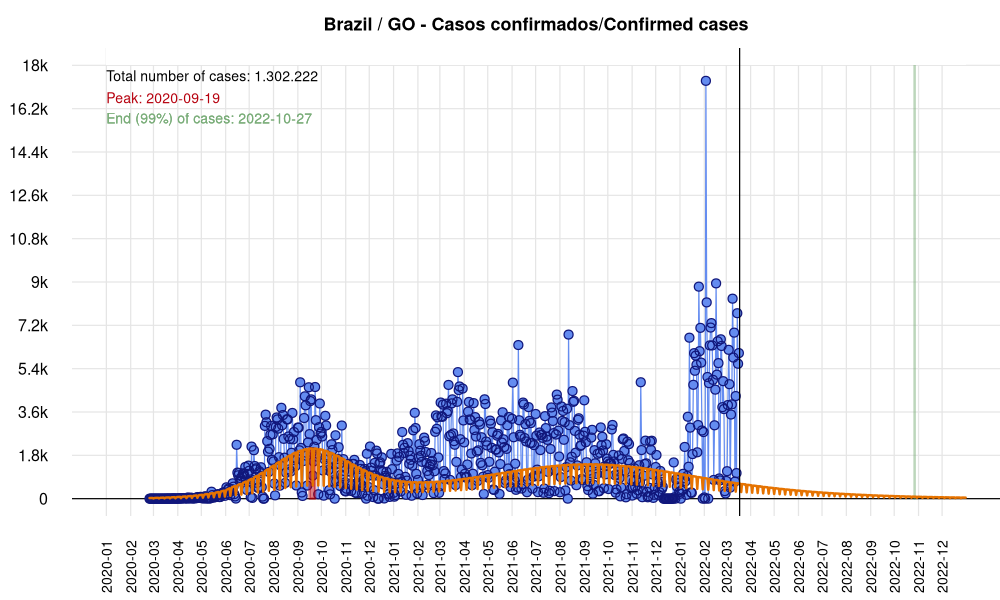 Brazil / GO - Casos confirmados/Confirmed cases
Total number of cases: 1.302.222
Peak: 2020-09-19
End (99%) of cases: 2022-10-27
18k
16.2k
14.4k
12.6k
10.8k
9k
7.2k
5.4k
3.6k
1.8k
0
2020-01
2020-02
2020-03
2020-04
2020-05
2020-06
2020-07
2020-08
2020-09
2020-10
2020-11
2020-12
2021-01
2021-02
2021-03
2021-04
2021-05
2021-06
2021-07
2021-08
2021-09
2021-10
2021-11
2021-12
2022-01
2022-02
2022-03
2022-04
2022-05
2022-06
2022-07
2022-08
2022-09
2022-10
2022-11
2022-12